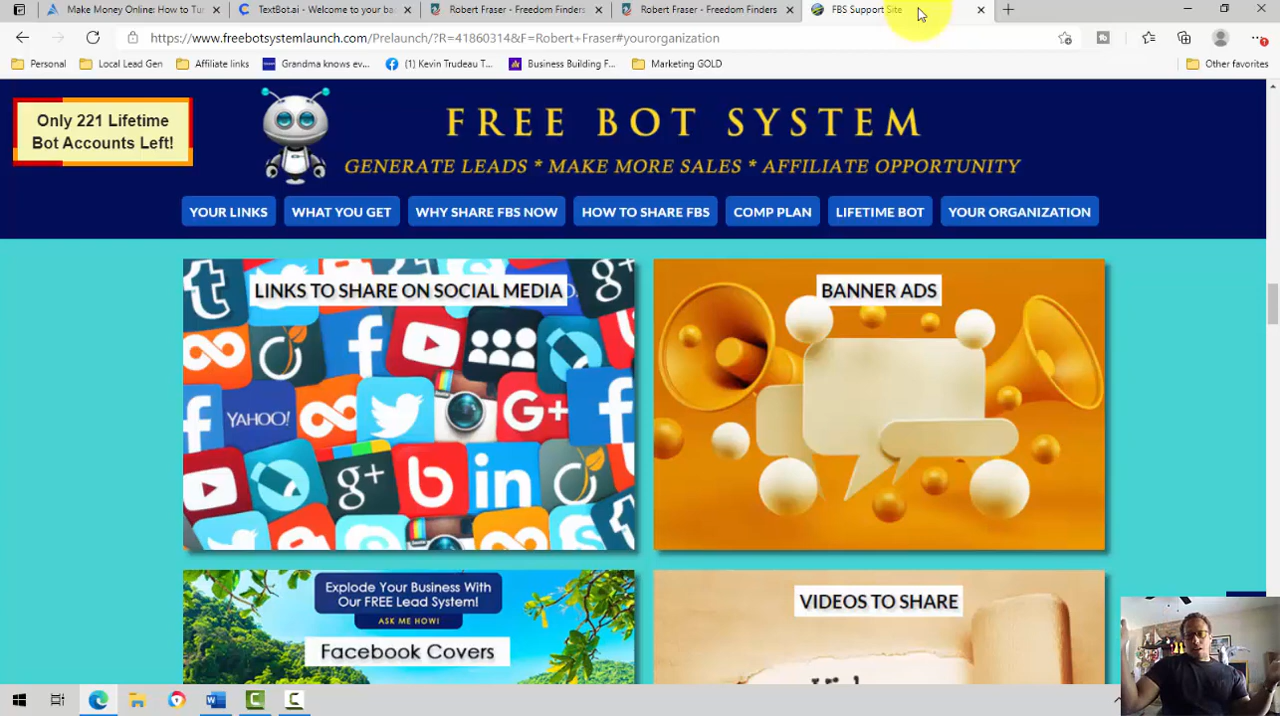 Make Money Online: How to Tur
TextBot.ai - Welcome to your ba
Robert Fraser - Freedom Finders
Robert Fraser - Freedom Finders
FBS Support Site
https://www.freebotsystemlaunch.com/Prelaunch/?R=41860314&F=Robert+Fraser#yourorganization
Personal
Local Lead Gen
Affiliate links
Grandma knows ev...
(1) Kevin Trudeau T...
Business Building F...
Marketing GOLD
Other favorites
Only 221 Lifetime
Bot Accounts Left!
FREE BOT SYSTEM
GENERATE LEADS * MAKE MORE SALES * AFFILIATE OPPORTUNITY
YOUR LINKS
WHAT YOU GET
WHY SHARE FBS NOW
HOW TO SHARE FBS
COMP PLAN
LIFETIME BOT
YOUR ORGANIZATION
LINKS TO SHARE ON SOCIAL MEDIA
YAHOO!
BANNER ADS
Explode Your Business With
Our FREE Lead System!
ASK ME HOW!
Facebook Covers
VIDEOS TO SHARE